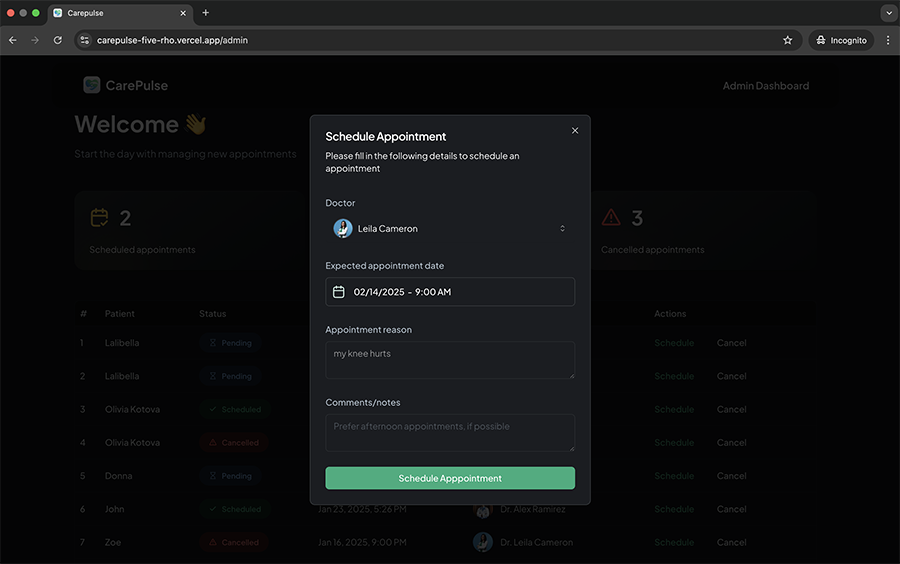 Carepulse
carepulse-five-rho.vercel.app/admin
Incognito
CarePulse
Admin Dashboard
Welcome 👋
Start the day with managing new appointments
2
Scheduled appointments
3
Cancelled appointments
Schedule Appointment
Please fill in the following details to schedule an
appointment
Doctor
Leila Cameron
Expected appointment date
02/14/2025 - 9:00 AM
Appointment reason
my knee hurts
Comments/notes
Prefer afternoon appointments, if possible
Schedule Apppointment
# Patient Status Actions
1 Lalibella Pending Schedule Cancel
2 Lalibella Pending Schedule Cancel
3 Olivia Kotova Scheduled Schedule Cancel
4 Olivia Kotova Cancelled Schedule Cancel
5 Donna Pending Schedule Cancel
6 John Scheduled Jan 23, 2025, 5:26 PM Dr. Alex Ramirez Schedule Cancel
7 Zoe Cancelled Jan 16, 2025, 9:00 PM Dr. Leila Cameron Schedule Cancel